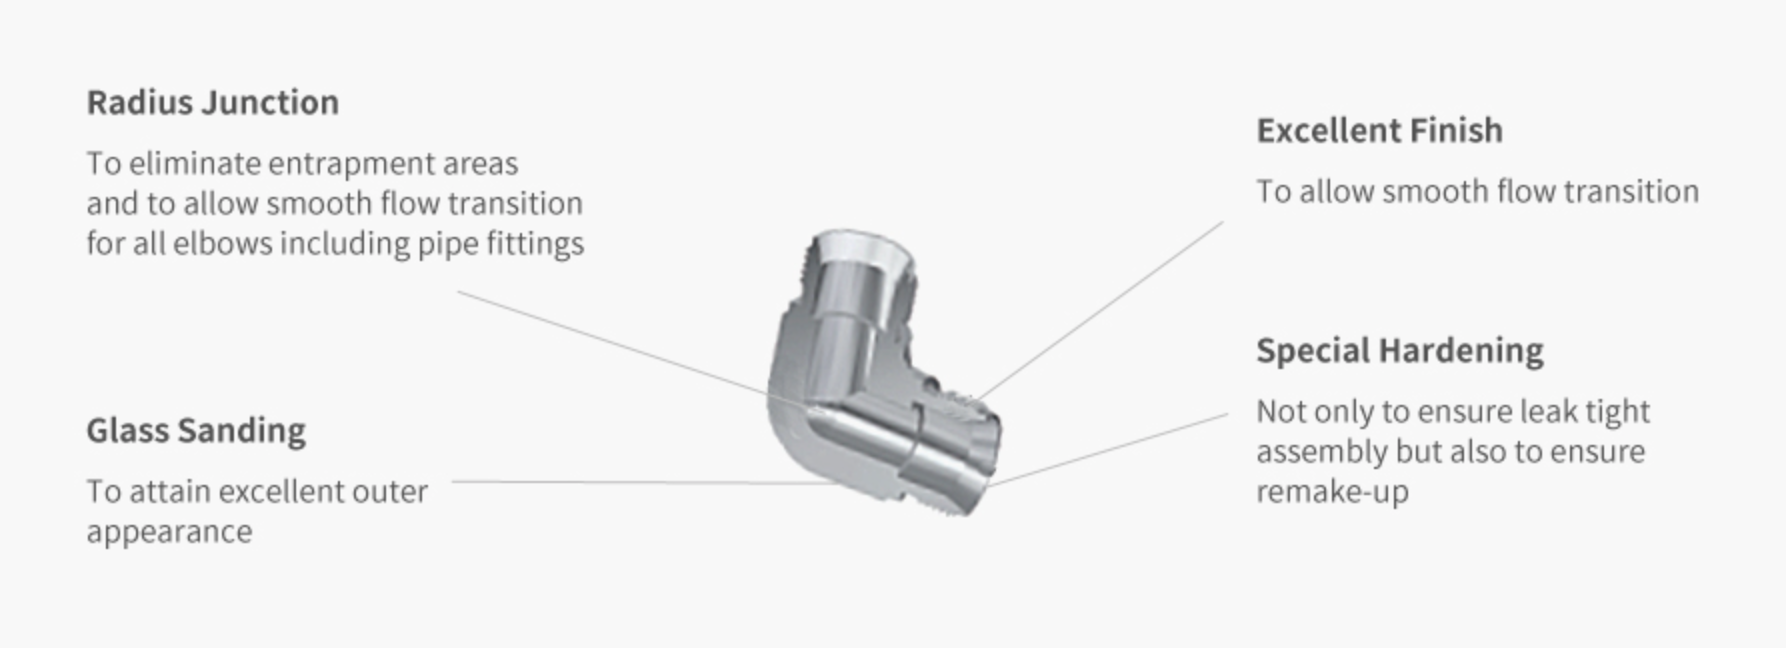 Radius Junction
To eliminate entrapment areas
and to allow smooth flow transition
for all elbows including pipe fittings
Glass Sanding
To attain excellent outer
appearance
Excellent Finish
To allow smooth flow transition
Special Hardening
Not only to ensure leak tight
assembly but also to ensure
remake-up